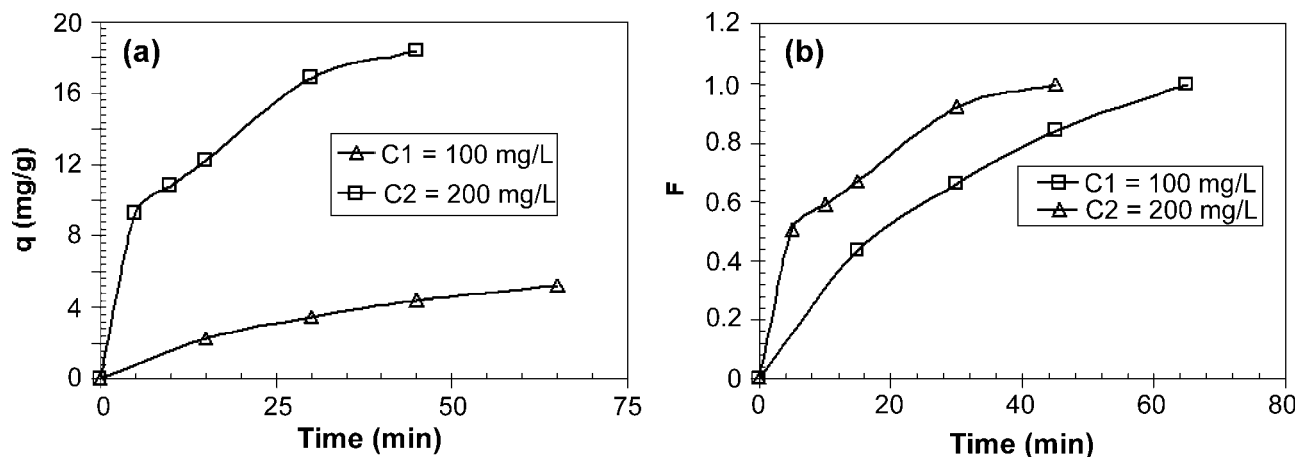 (a)
q (mg/g)
20
16
12
8
4
0
C1 = 100 mg/L
C2 = 200 mg/L
0 25 50 75
Time (min)
(b)
F
1.2
1.0
0.8
0.6
0.4
0.2
0
C1 = 100 mg/L
C2 = 200 mg/L
0 20 40 60 80
Time (min)